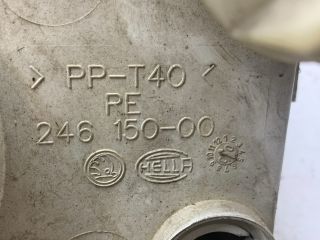 > PP-T40 <
RE
246 150-00
HELLA